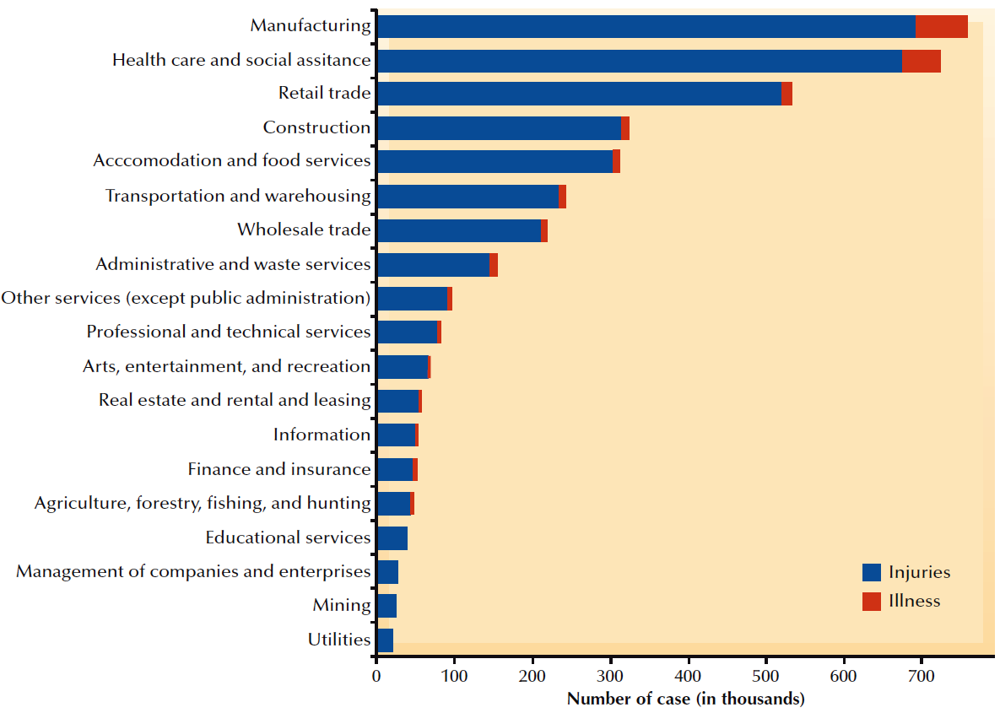 Manufacturing
Health care and social assitance
Retail trade
Construction
Acccomodation and food services
Transportation and warehousing
Wholesale trade
Administrative and waste services
Other services (except public administration)
Professional and technical services
Arts, entertainment, and recreation
Real estate and rental and leasing
Information
Finance and insurance
Agriculture, forestry, fishing, and hunting
Educational services
Management of companies and enterprises
Injuries
Illness
Mining
Utilities
0 100 200 300 400 500 600 700
Number of case (in thousands)